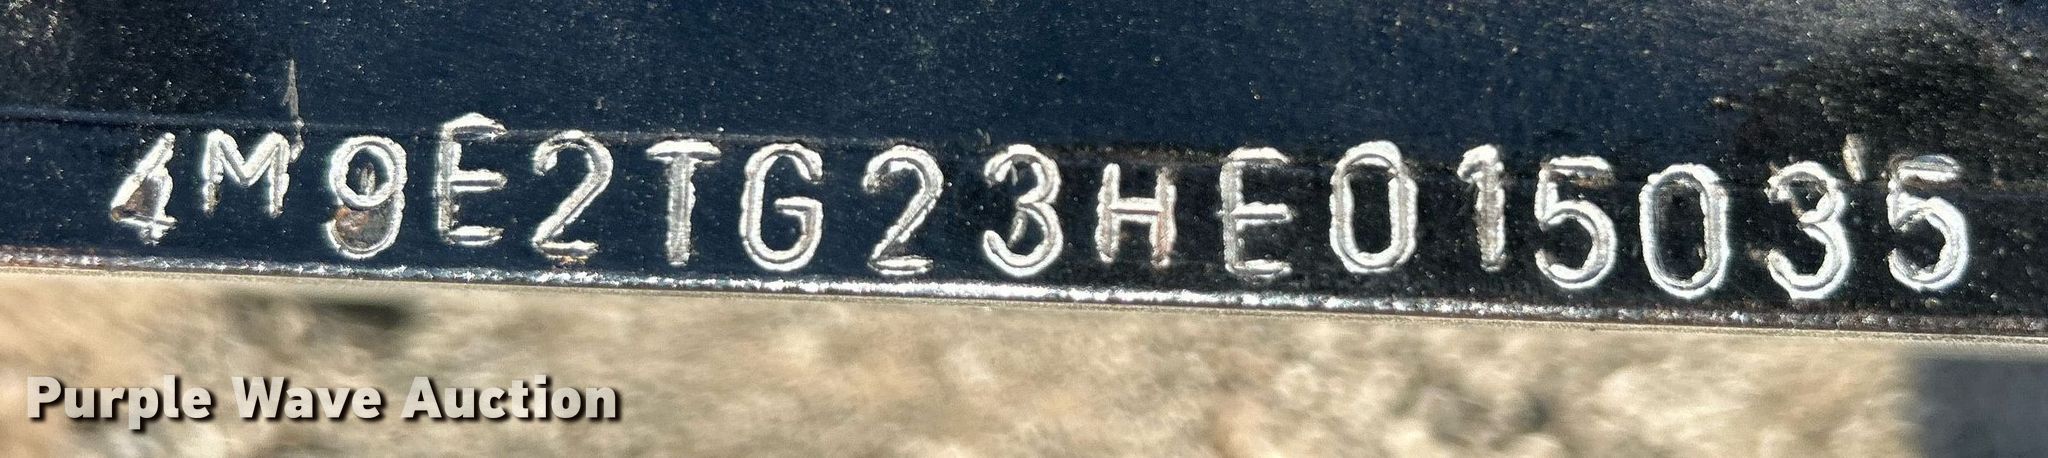 4M9E2TG23HE015035
Purple Wave Auction